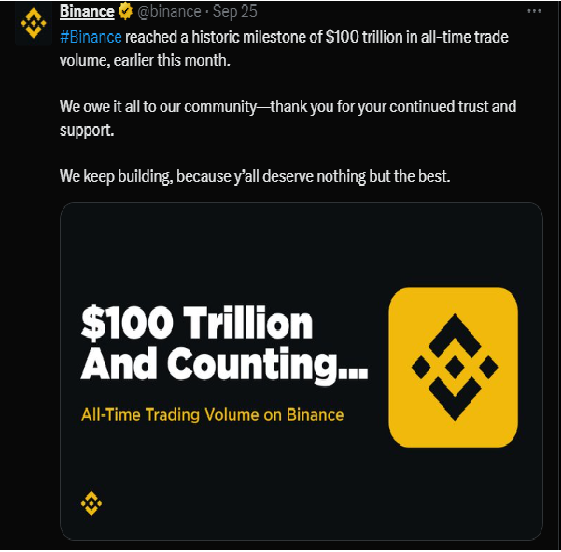 Binance @binance · Sep 25 ...
#Binance reached a historic milestone of $100 trillion in all-time trade
volume, earlier this month.
We owe it all to our community—thank you for your continued trust and
support.
We keep building, because y'all deserve nothing but the best.
$100 Trillion
And Counting...
All-Time Trading Volume on Binance